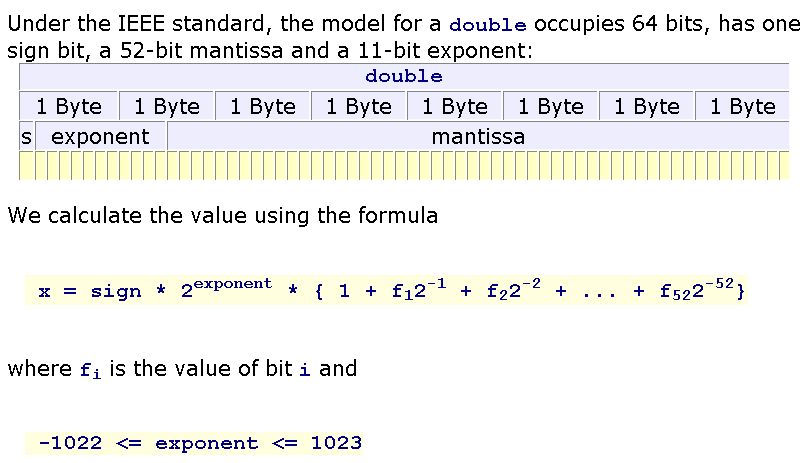 Under the IEEE standard, the model for a double occupies 64 bits, has one
sign bit, a 52-bit mantissa and a 11-bit exponent:
double
1 Byte 1 Byte 1 Byte 1 Byte 1 Byte 1 Byte 1 Byte 1 Byte
s exponent mantissa
We calculate the value using the formula
x = sign * 2^exponent * { 1 + f₁2⁻¹ + f₂2⁻² + ... + f₅₂2⁻⁵²}
where fᵢ is the value of bit i and
-1022 <= exponent <= 1023